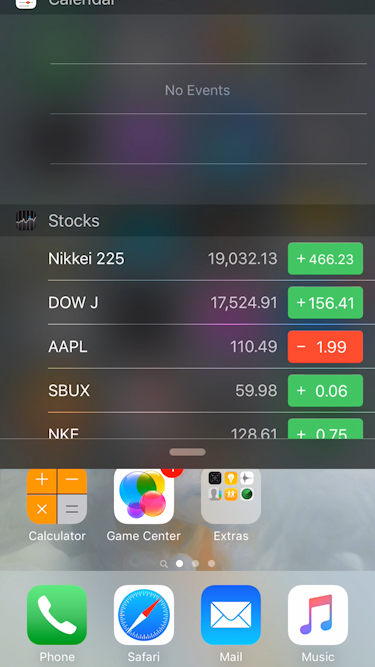 Calendar
No Events
Stocks
Nikkei 225 19,032.13 +466.23
DOW J 17,524.91 +156.41
AAPL 110.49 - 1.99
SBUX 59.98 + 0.06
NKE 128.61 + 0.75
Calculator Game Center Extras
Phone Safari Mail Music